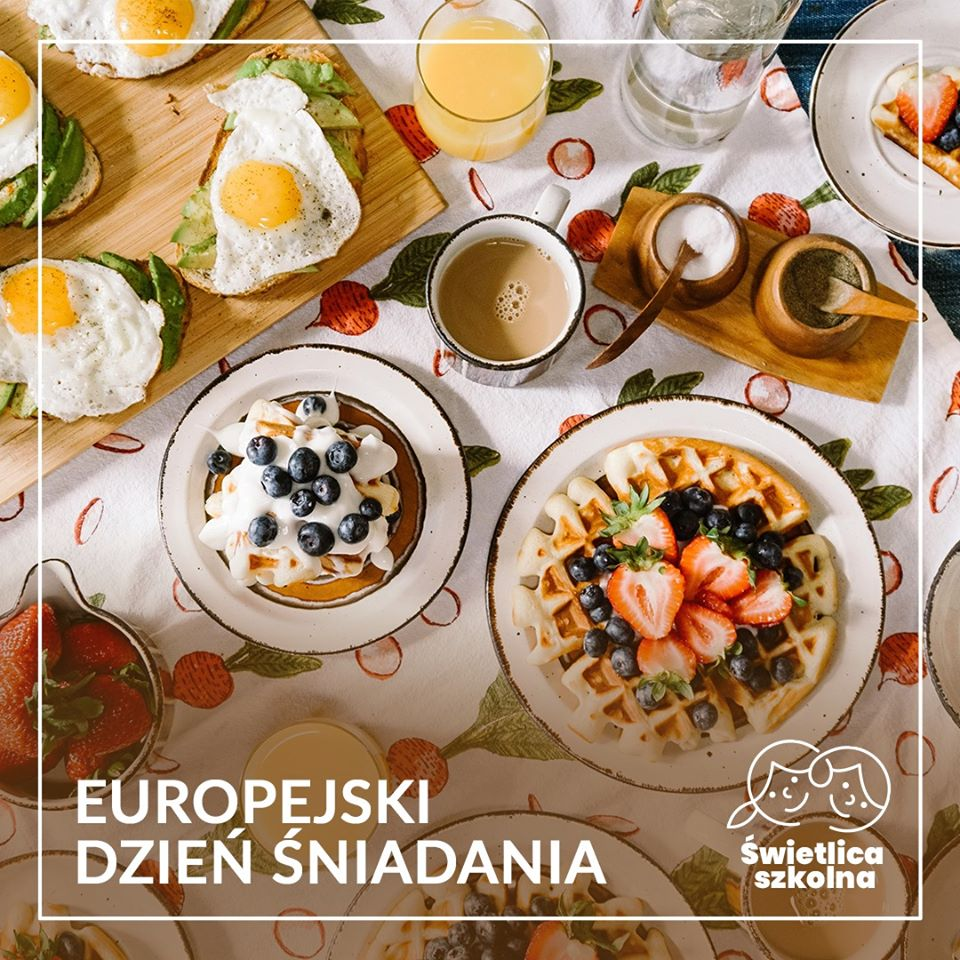 EUROPEJSKI
DZIEŃ ŚNIADANIA
Świetlica
szkolna